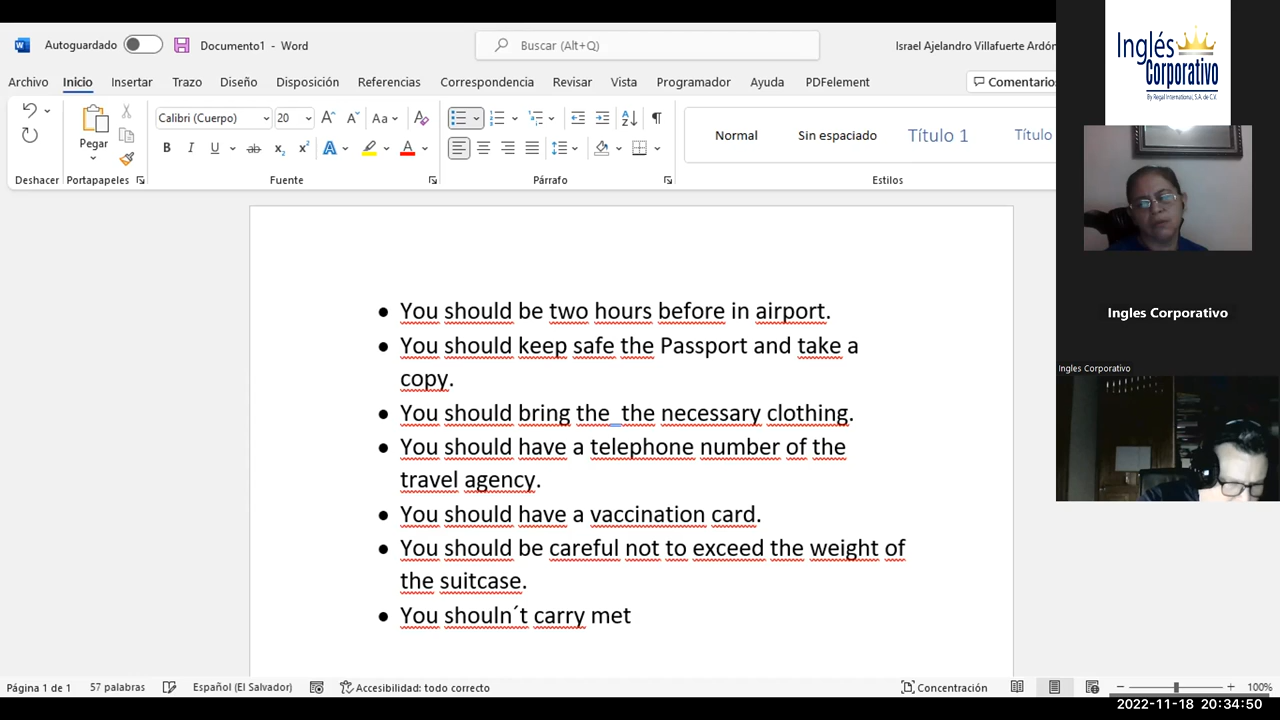 Autoguardado
Documento1 - Word
Buscar (Alt+Q)
Israel Ajelandro Villafuerte Ardón
Archivo Inicio Insertar Trazo Diseño Disposición Referencias Correspondencia Revisar Vista Programador Ayuda PDFelement Comentarios
Calibri (Cuerpo) 20
Pegar
Normal Sin espaciado Título 1 Título
Deshacer Portapapeles Fuente Párrafo Estilos
You should be two hours before in airport.
You should keep safe the Passport and take a
copy.
You should bring the  the necessary clothing.
You should have a telephone number of the
travel agency.
You should have a vaccination card.
You should be careful not to exceed the weight of
the suitcase.
You shouln´t carry met
Página 1 de 1 57 palabras Español (El Salvador) Accesibilidad: todo correcto Concentración 100%
Inglés
Corporativo
By Regal International, S.A. de C.V.
Ingles Corporativo
Ingles Corporativo
2022-11-18 20:34:50